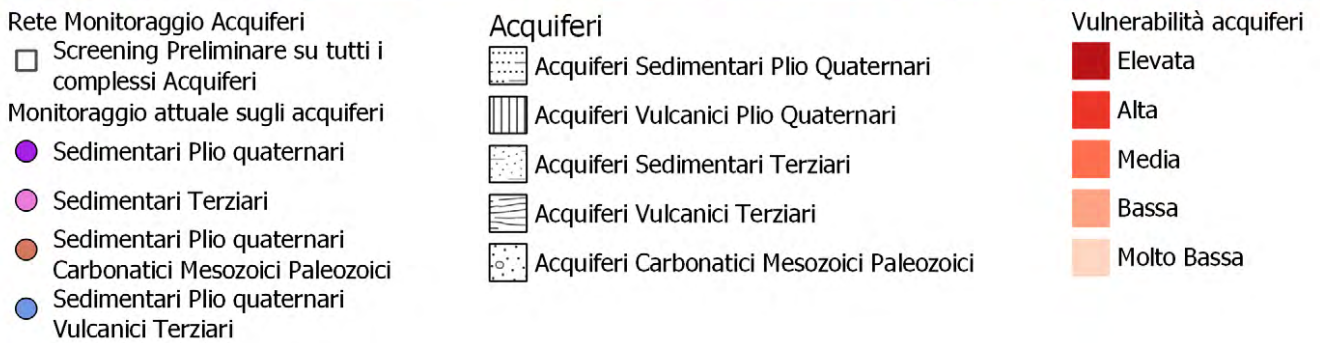 Rete Monitoraggio Acquiferi
Screening Preliminare su tutti i
complessi Acquiferi
Monitoraggio attuale sugli acquiferi
Sedimentari Plio quaternari
Sedimentari Terziari
Sedimentari Plio quaternari
Carbonatici Mesozoici Paleozoici
Sedimentari Plio quaternari
Vulcanici Terziari
Acquiferi
Acquiferi Sedimentari Plio Quaternari
Acquiferi Vulcanici Plio Quaternari
Acquiferi Sedimentari Terziari
Acquiferi Vulcanici Terziari
Acquiferi Carbonatici Mesozoici Paleozoici
Vulnerabilità acquiferi
Elevata
Alta
Media
Bassa
Molto Bassa